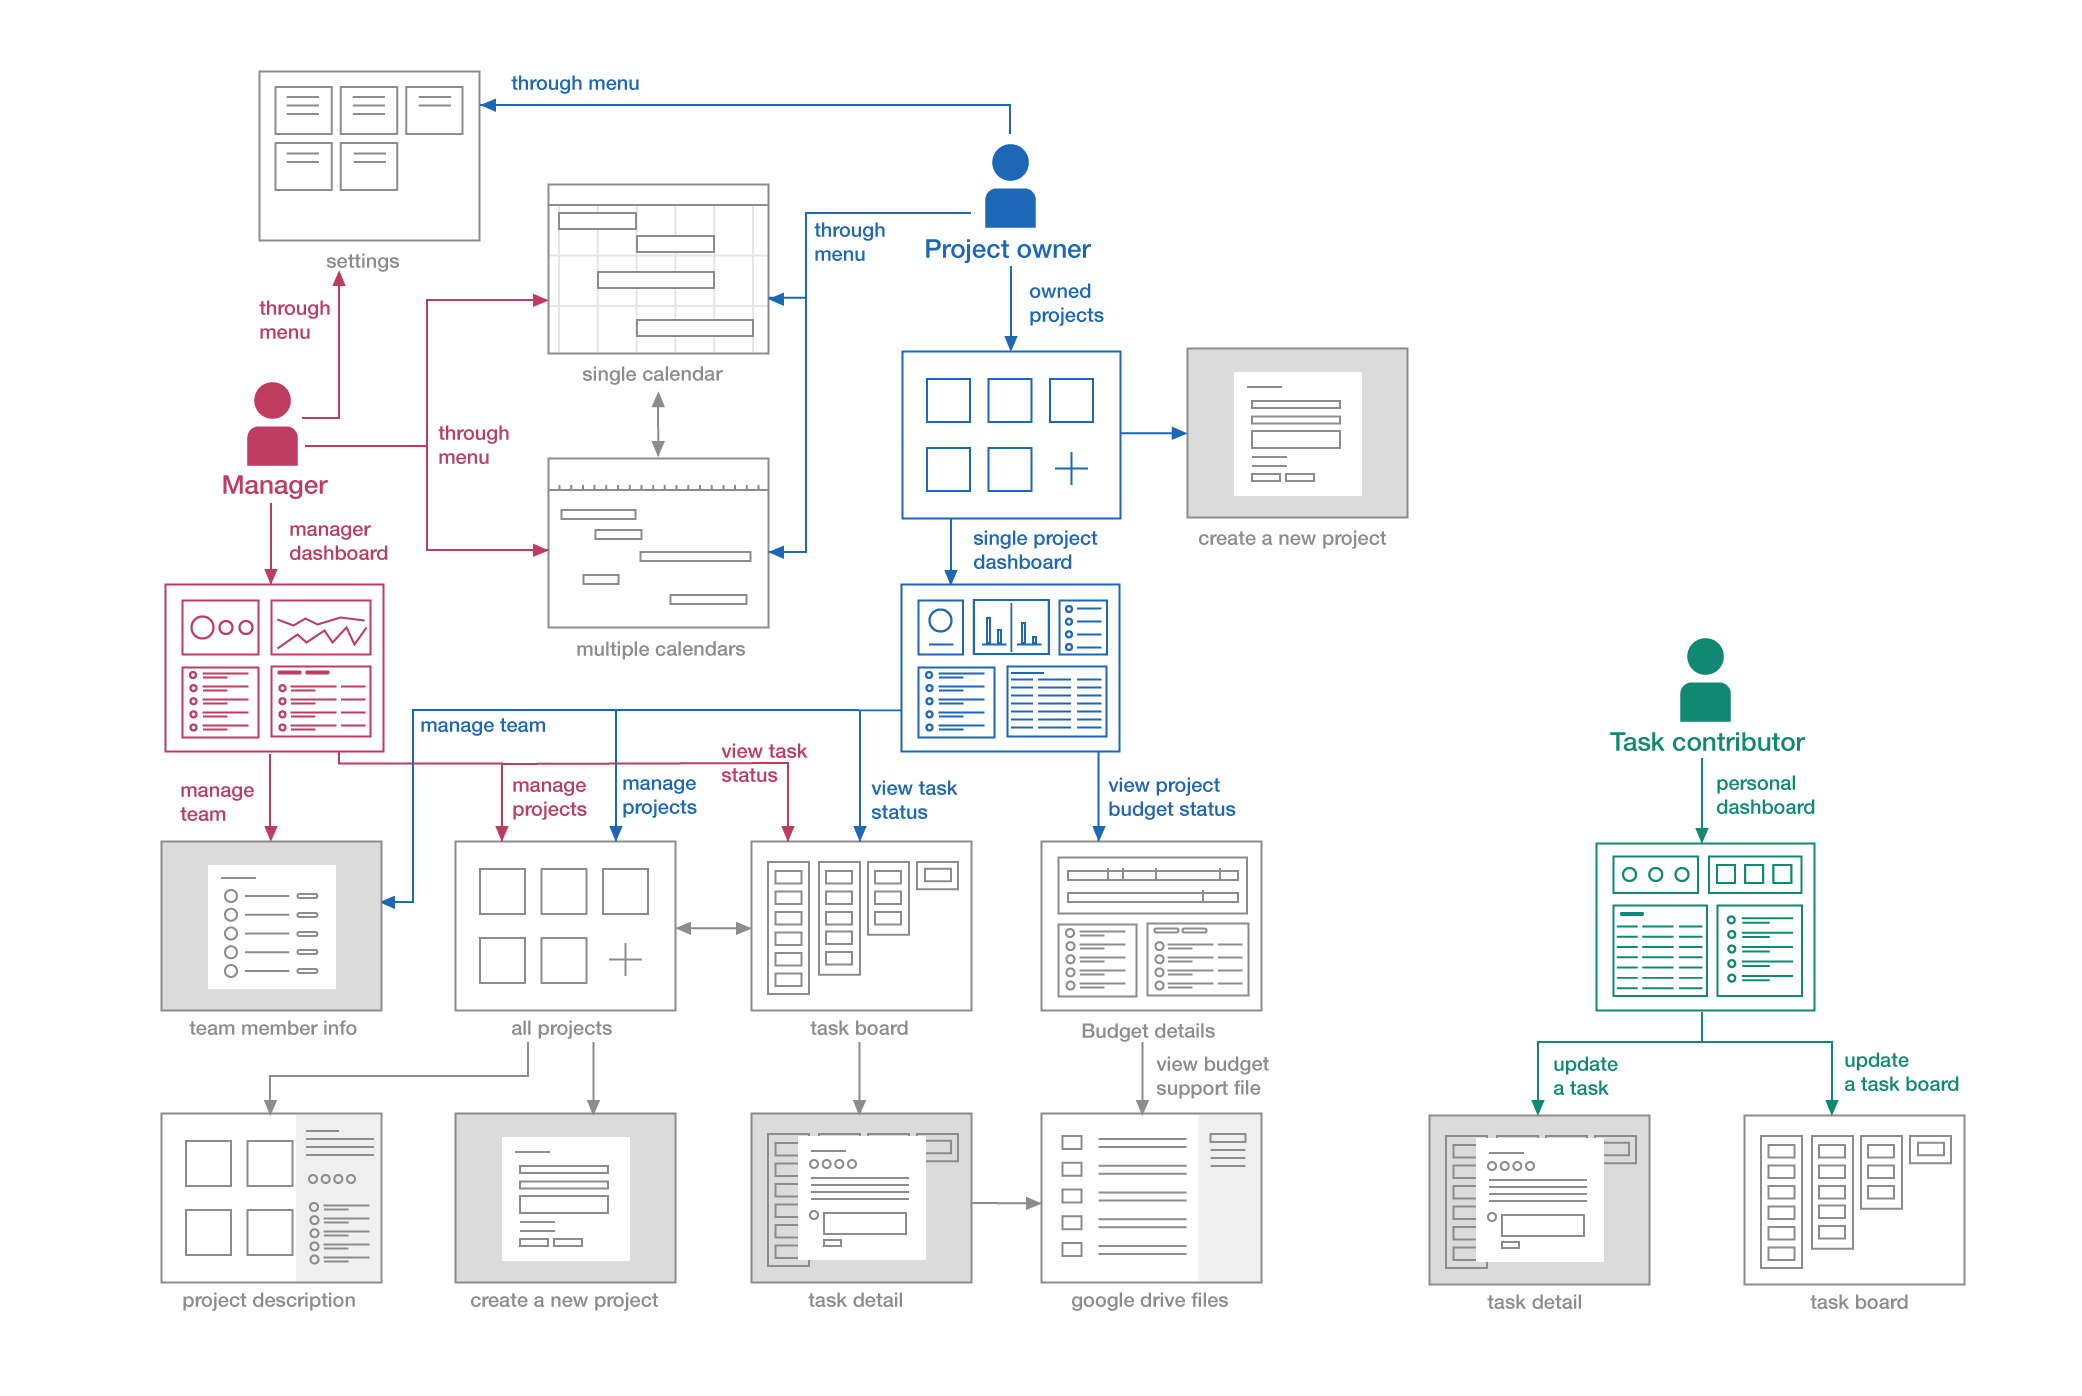 through menu
settings
through
menu
Project owner
through
menu
owned
projects
single calendar
Manager
through
menu
manager
dashboard
single project
dashboard
create a new project
multiple calendars
Task contributor
manage team
view task
status
manage
team
manage
projects
manage
projects
view task
status
view project
budget status
personal
dashboard
team member info
all projects
task board
Budget details
view budget
support file
update
a task
update
a task board
project description
create a new project
task detail
google drive files
task detail
task board